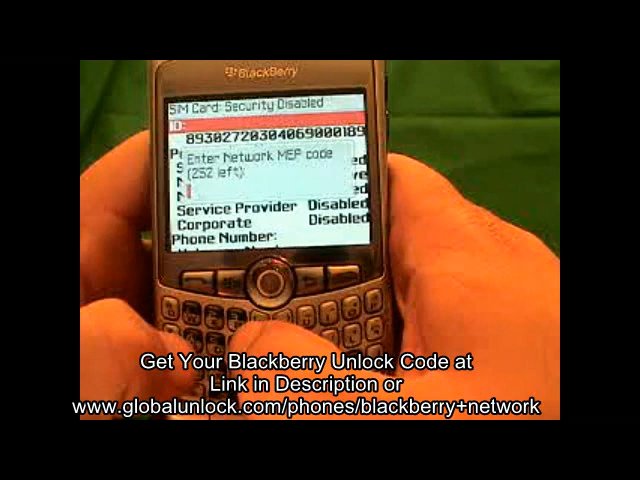 BlackBerry
SIM Card: Security Disabled
ID:
89302720304069000189
Enter Network MEP code
(252 left):
Service Provider Disabled
Corporate Disabled
Phone Number:
Get Your Blackberry Unlock Code at
Link in Description or
www.globalunlock.com/phones/blackberry+network